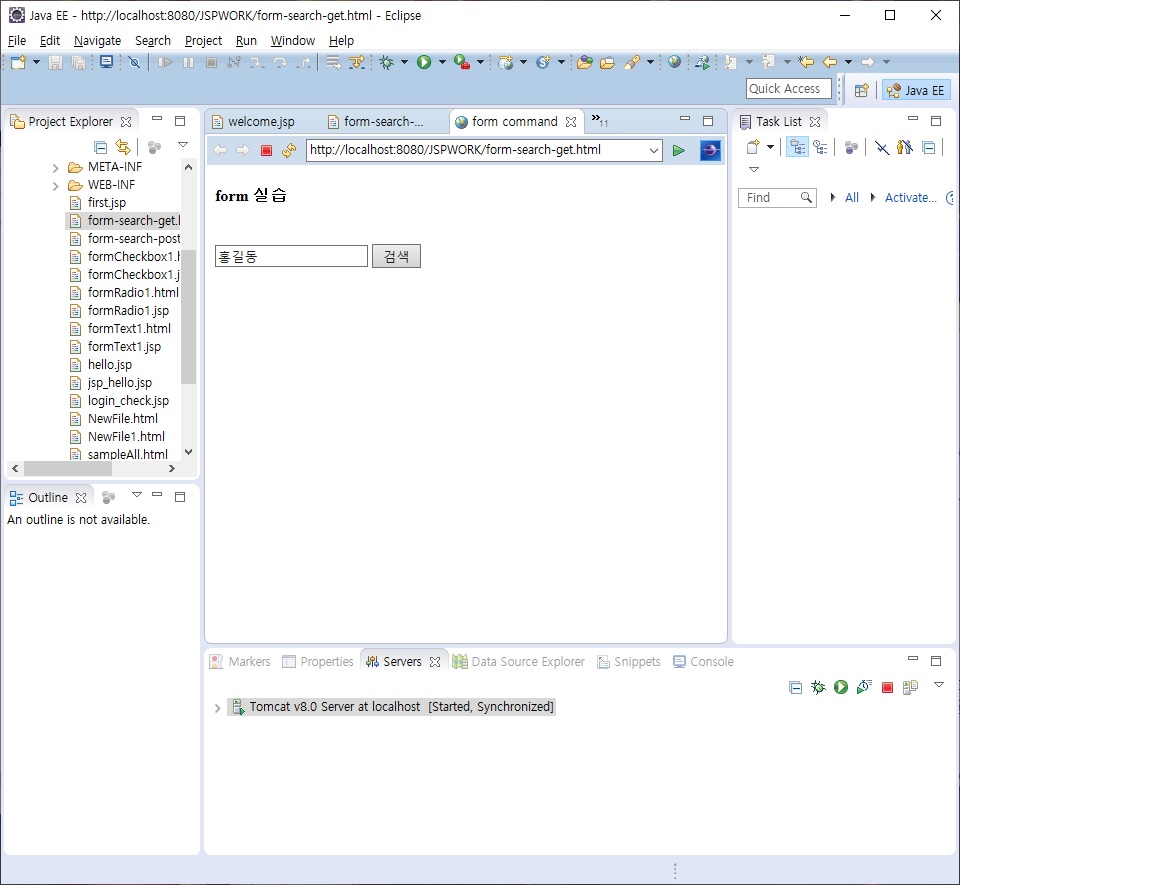 Java EE - http://localhost:8080/JSPWORK/form-search-get.html - Eclipse
File Edit Navigate Search Project Run Window Help
Quick Access
Java EE
Project Explorer
META-INF
WEB-INF
first.jsp
form-search-get.l
form-search-post
formCheckbox1.h
formCheckbox1.j
formRadio1.html
formRadio1.jsp
formText1.html
formText1.jsp
hello.jsp
jsp_hello.jsp
login_check.jsp
NewFile.html
NewFile1.html
sampleAll.html
Outline
An outline is not available.
welcome.jsp form-search-... form command »11
http://localhost:8080/JSPWORK/form-search-get.html
form 실습
홍길동 검색
Task List
Find All Activate...
Markers Properties Servers Data Source Explorer Snippets Console
Tomcat v8.0 Server at localhost [Started, Synchronized]